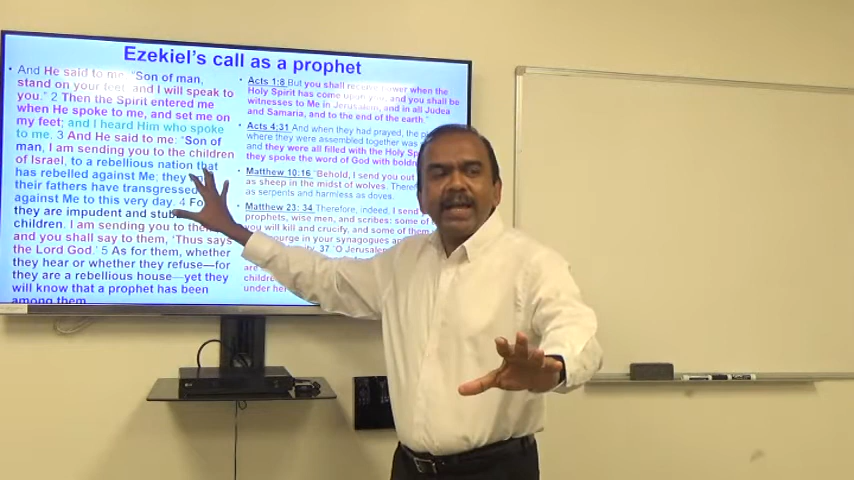 Ezekiel's call as a prophet
• And He said to me, "Son of man,
stand on your feet, and I will speak to
you." 2 Then the Spirit entered me
when He spoke to me, and set me on
my feet; and I heard Him who spoke
to me. 3 And He said to me: "Son of
man, I am sending you to the children
of Israel, to a rebellious nation that
has rebelled against Me; they
their fathers have transgressed
against Me to this very day. 4
they are impudent and
children. I am sending you to
and you shall say to them, 'Thus says
the Lord God.' 5 As for them, whether
they hear or whether they refuse—for
they are a rebellious house—yet they
will know that a prophet has been
among them.
• Acts 1:8 But you shall receive power when the
Holy Spirit has come upon you; and you shall be
witnesses to Me in Jerusalem, and in all Judea
and Samaria, and to the end of the earth."
• Acts 4:31 And when they had prayed, the
where they were assembled together was
and they were all filled with the Holy
they spoke the word of God with
• Matthew 10:16 "Behold, I send you out
as sheep in the midst of wolves.
as serpents and harmless as doves.
• Matthew 23: 34 Therefore, indeed, I send
prophets, wise men, and scribes: some of
you will kill and crucify, and some of
scourge in your synagogues
37 'O Jerusalem
under